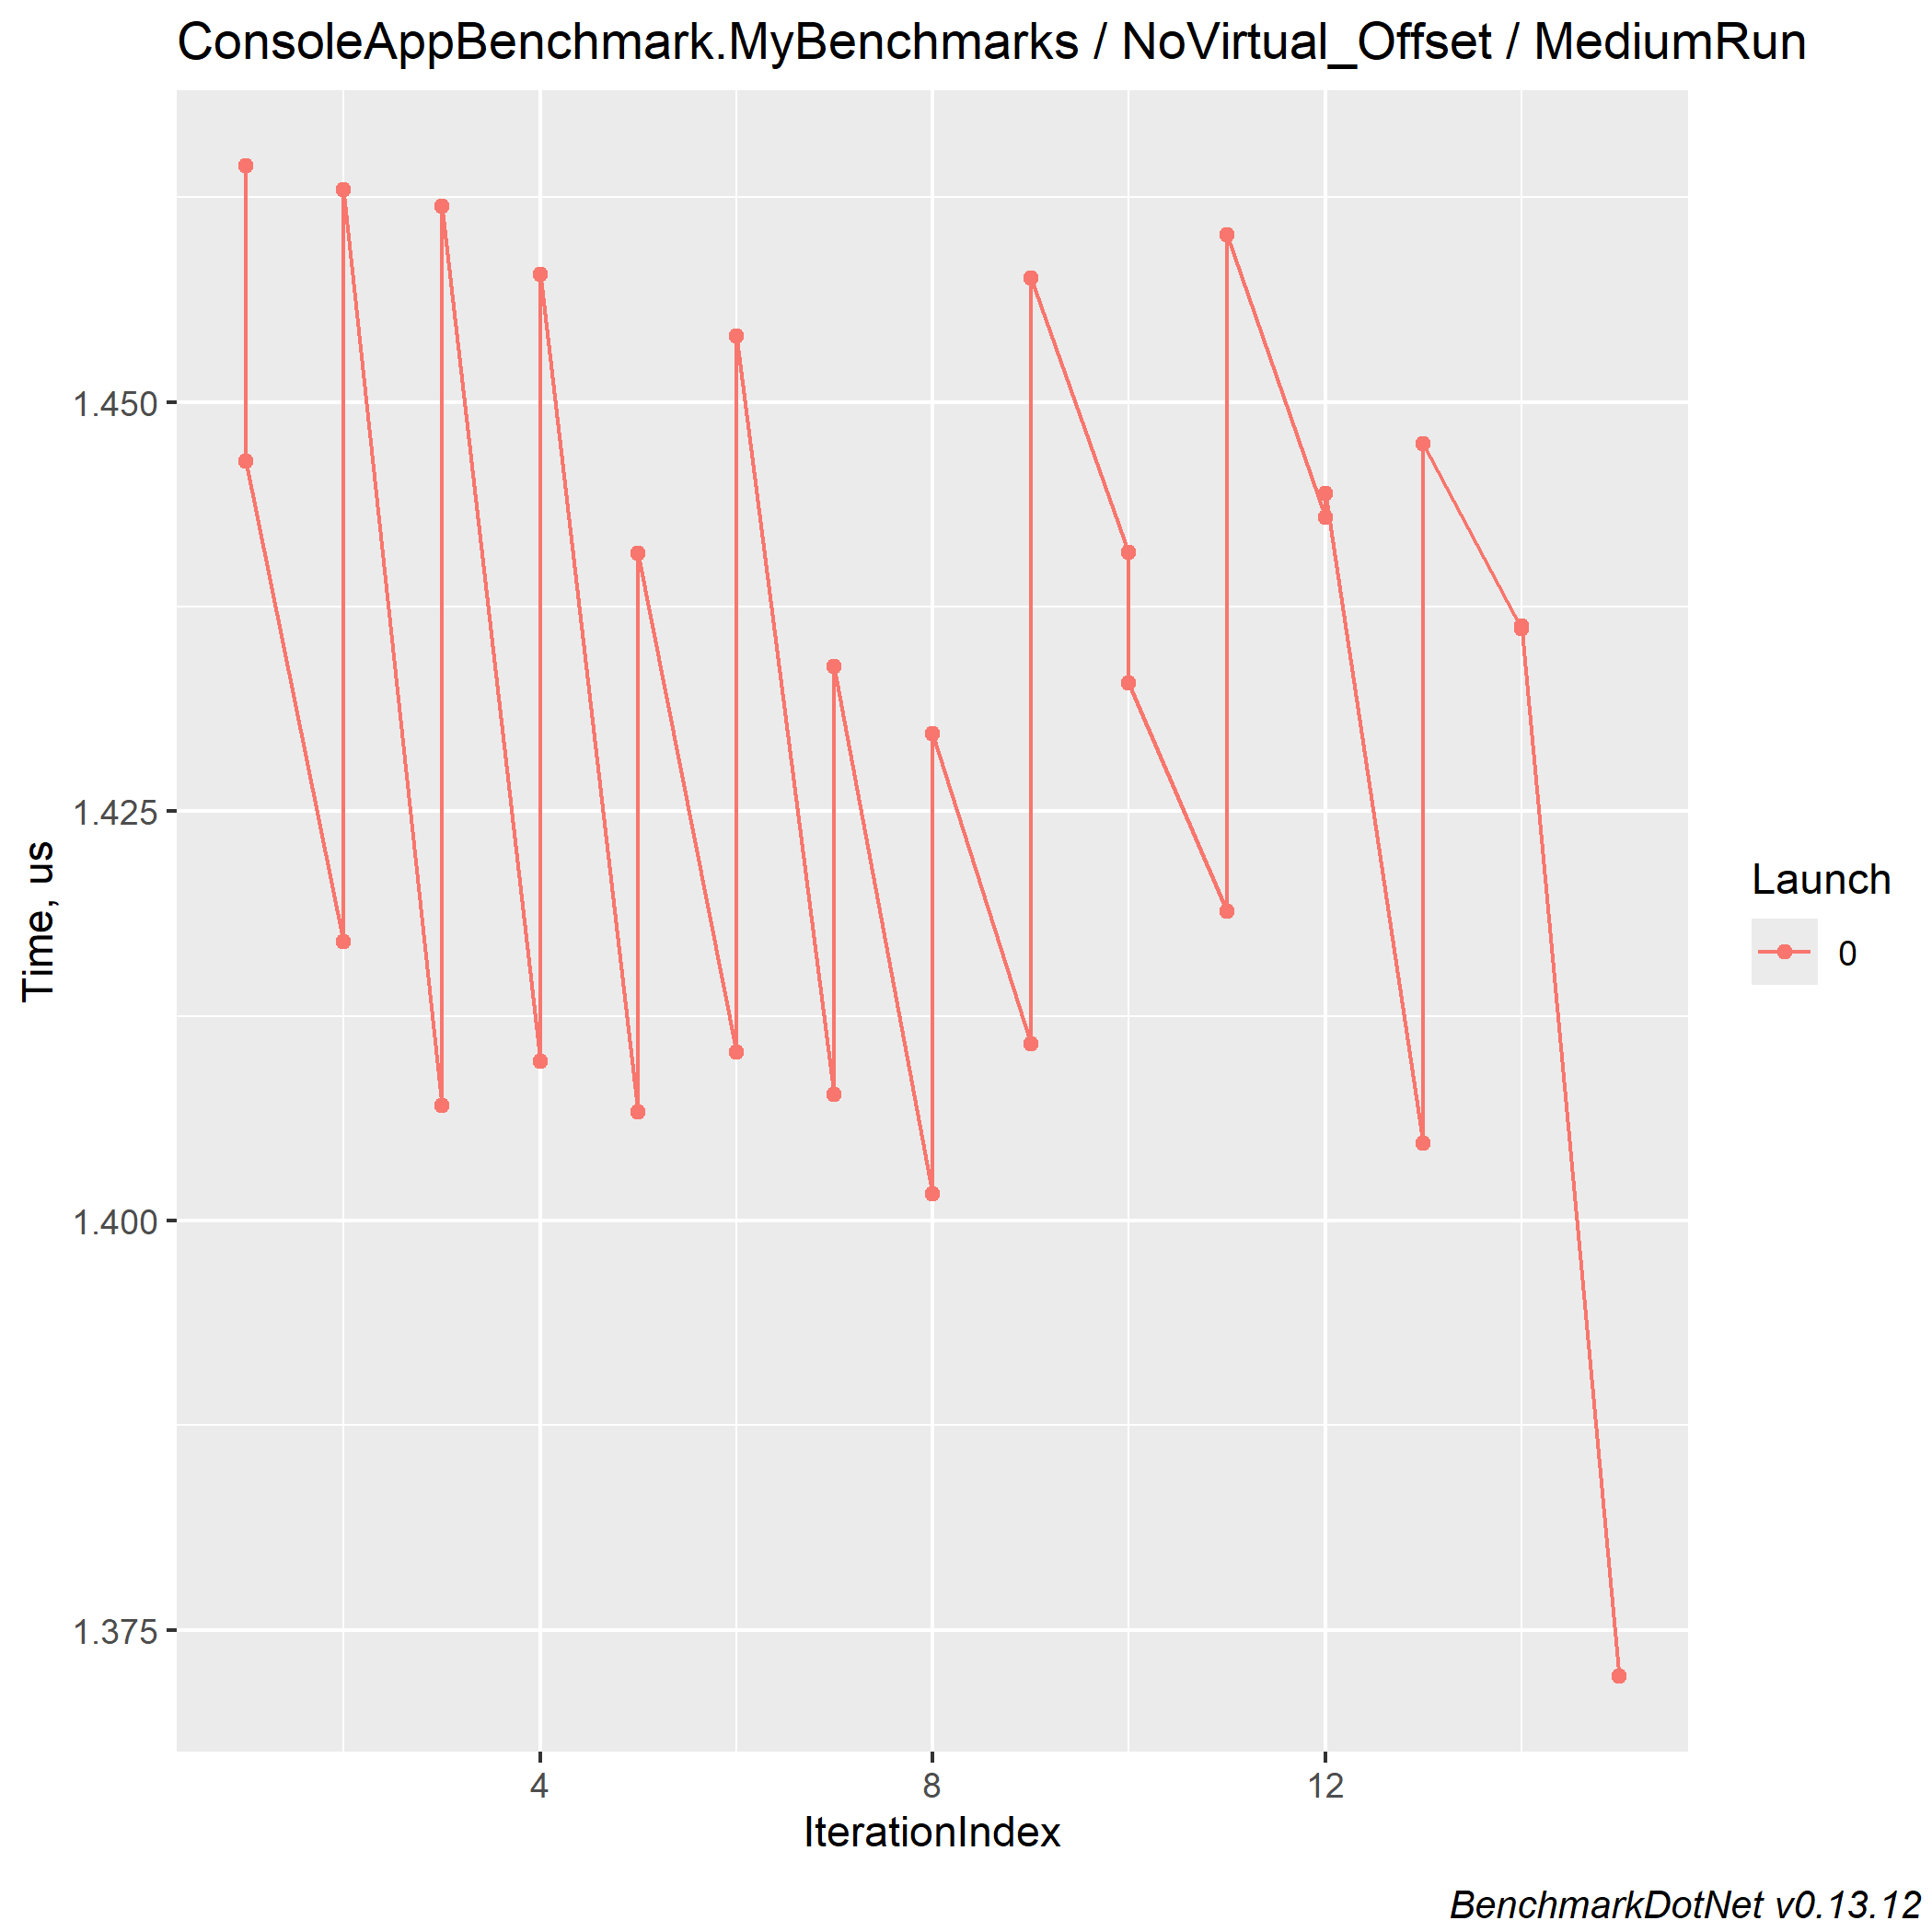 ConsoleAppBenchmark.MyBenchmarks / NoVirtual_Offset / MediumRun
Time, us
1.450
1.425
1.400
1.375
4
8
12
IterationIndex
Launch
0
BenchmarkDotNet v0.13.12